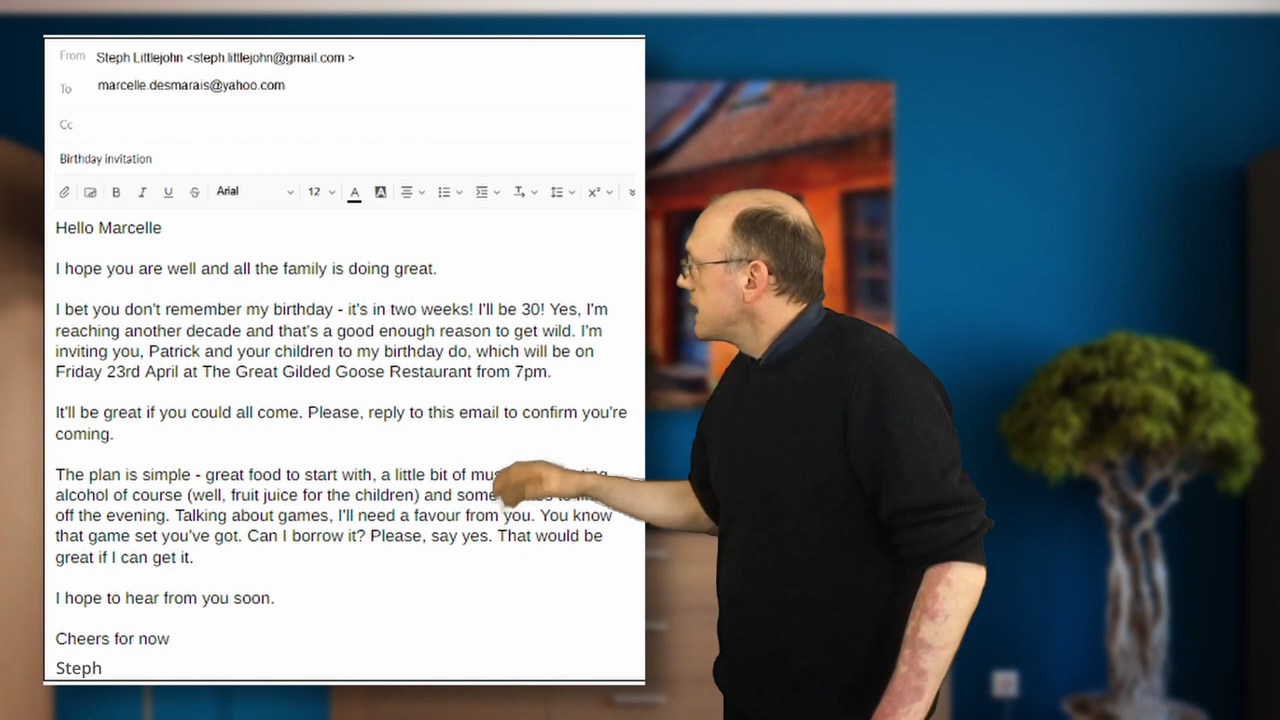 From Steph Littlejohn <steph.littlejohn@gmail.com >
To marcelle.desmarais@yahoo.com
Cc
Birthday invitation
B I U S Arial 12 A A X²
Hello Marcelle
I hope you are well and all the family is doing great.
I bet you don't remember my birthday - it's in two weeks! I'll be 30! Yes, I'm
reaching another decade and that's a good enough reason to get wild. I'm
inviting you, Patrick and your children to my birthday do, which will be on
Friday 23rd April at The Great Gilded Goose Restaurant from 7pm.
It'll be great if you could all come. Please, reply to this email to confirm you're
coming.
The plan is simple - great food to start with, a little bit of
alcohol of course (well, fruit juice for the children) and some
off the evening. Talking about games, I'll need a favour from you. You know
that game set you've got. Can I borrow it? Please, say yes. That would be
great if I can get it.
I hope to hear from you soon.
Cheers for now
Steph